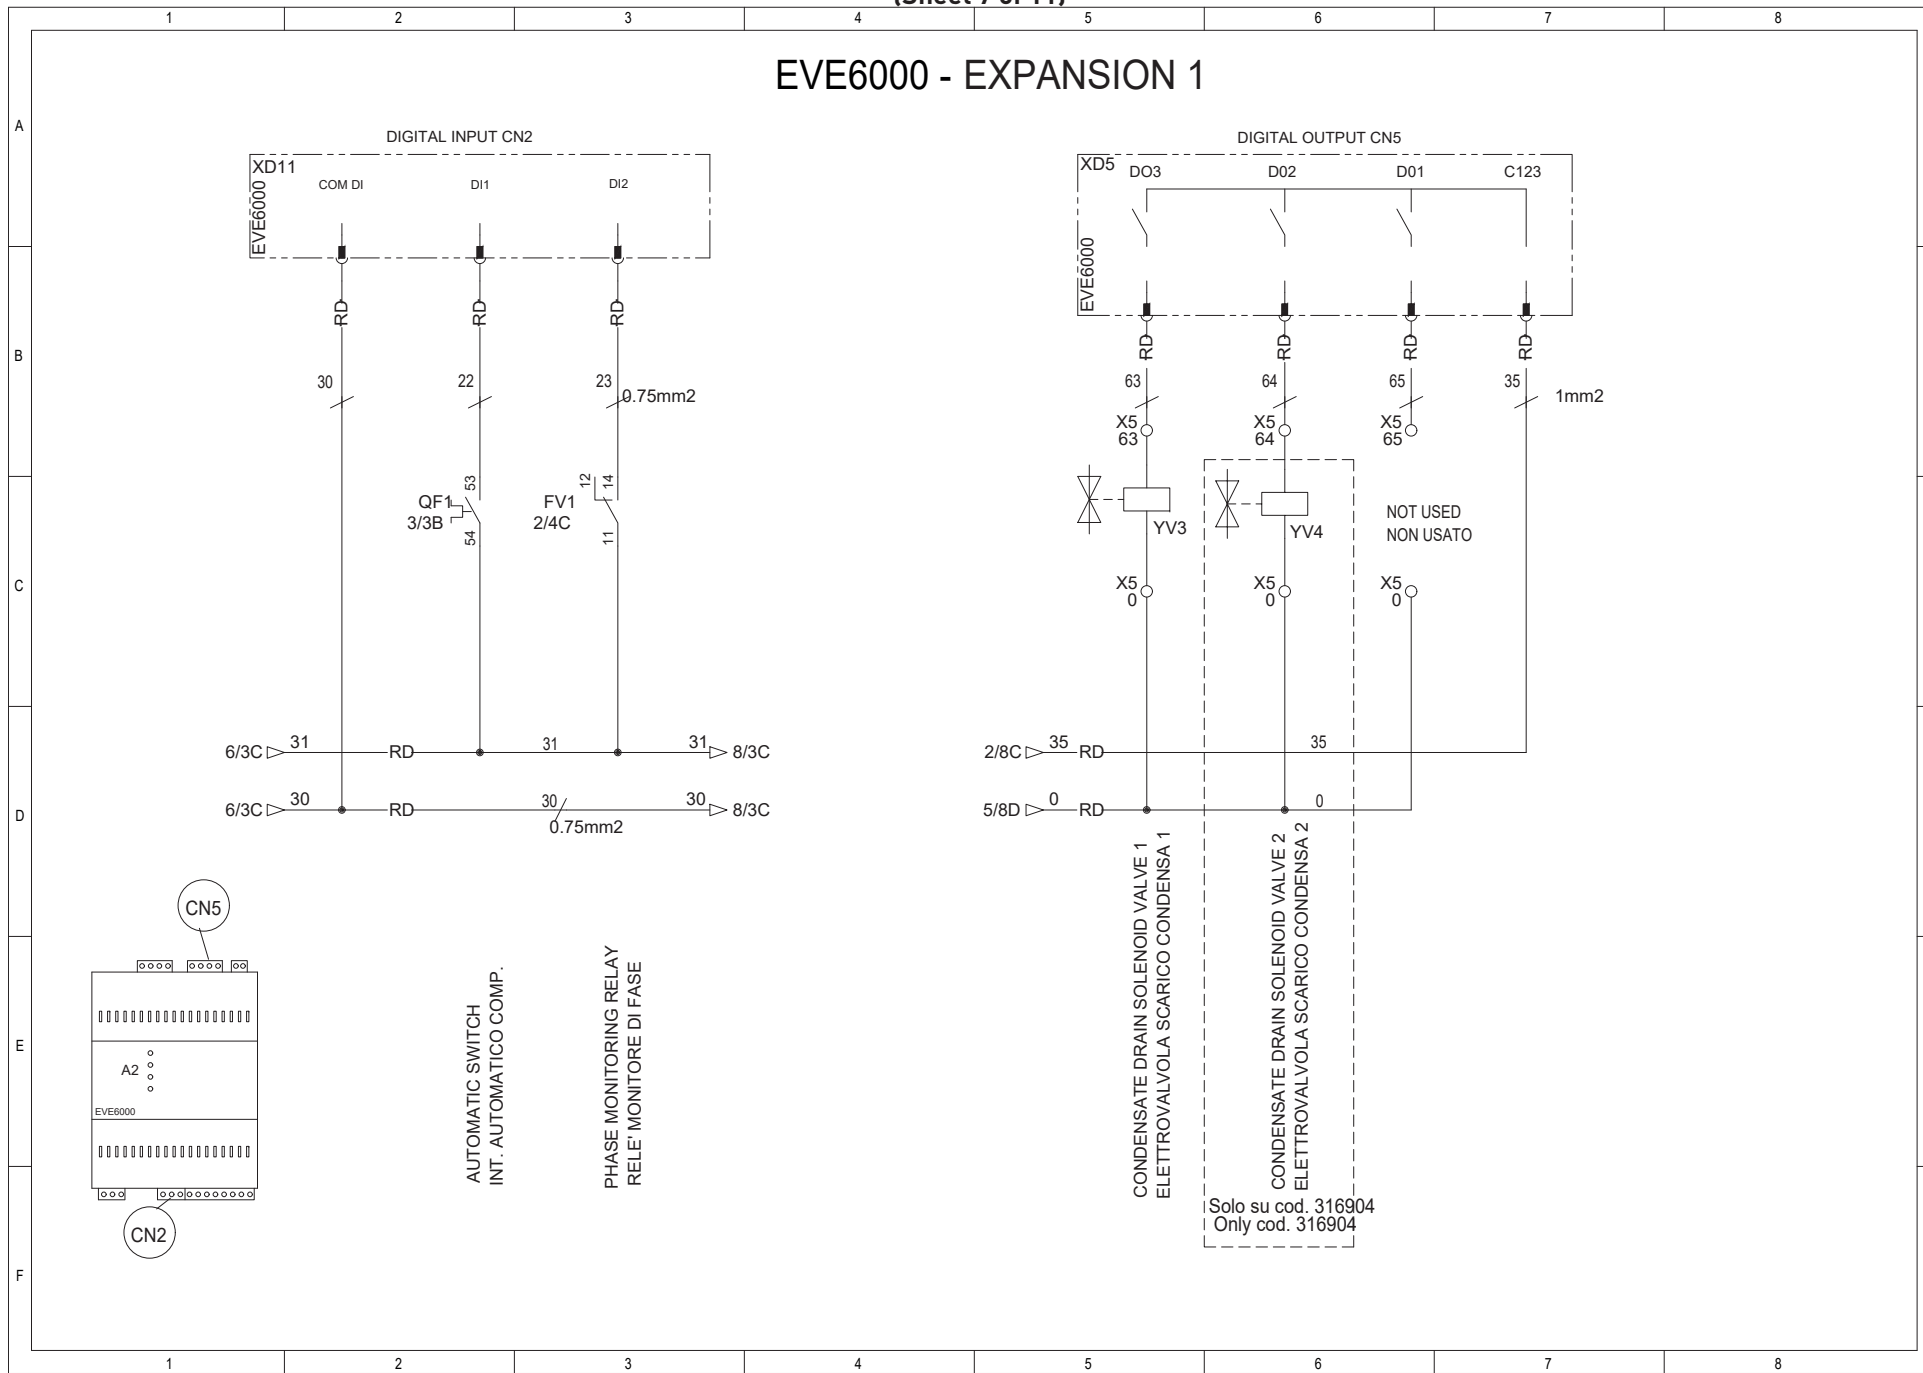 (Sheet 7 of 11)
1 2 3 4 5 6 7 8
EVE6000 - EXPANSION 1
A
B
C
D
E
F
DIGITAL INPUT CN2
XD11
EVE6000
COM DI DI1 DI2
RD RD RD
30 22 23
0.75mm2
QF1
3/3B
53
54
FV1
2/4C
12 14
11
6/3C 31 RD 31 31 8/3C
6/3C 30 RD 30 30 8/3C
0.75mm2
AUTOMATIC SWITCH
INT. AUTOMATICO COMP.
PHASE MONITORING RELAY
RELE' MONITORE DI FASE
CN5
A2
EVE6000
CN2
DIGITAL OUTPUT CN5
XD5
EVE6000
DO3 D02 D01 C123
RD RD RD RD
63 64 65 35
1mm2
X5
63
X5
64
X5
65
YV3
YV4
NOT USED
NON USATO
X5
0
X5
0
X5
0
2/8C 35 RD 35
5/8D 0 RD 0
CONDENSATE DRAIN SOLENOID VALVE 1
ELETTROVALVOLA SCARICO CONDENSA 1
CONDENSATE DRAIN SOLENOID VALVE 2
ELETTROVALVOLA SCARICO CONDENSA 2
Solo su cod. 316904
Only cod. 316904
1 2 3 4 5 6 7 8